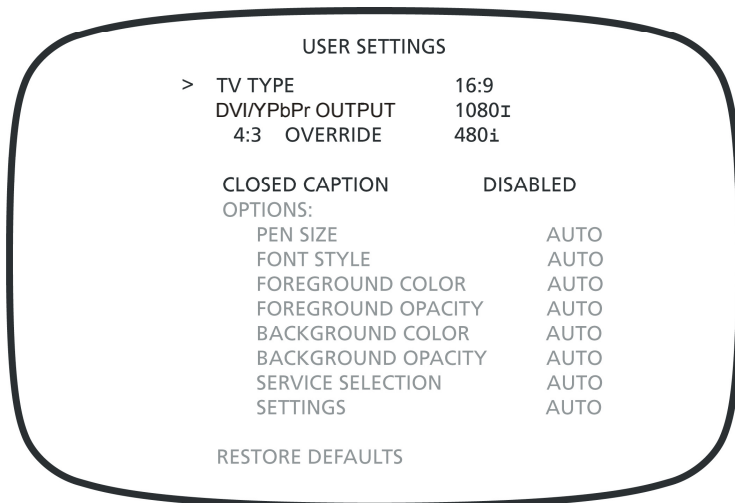 USER SETTINGS
> TV TYPE 16:9
DVI/YPbPr OUTPUT 1080I
4:3 OVERRIDE 480i
CLOSED CAPTION DISABLED
OPTIONS:
PEN SIZE AUTO
FONT STYLE AUTO
FOREGROUND COLOR AUTO
FOREGROUND OPACITY AUTO
BACKGROUND COLOR AUTO
BACKGROUND OPACITY AUTO
SERVICE SELECTION AUTO
SETTINGS AUTO
RESTORE DEFAULTS